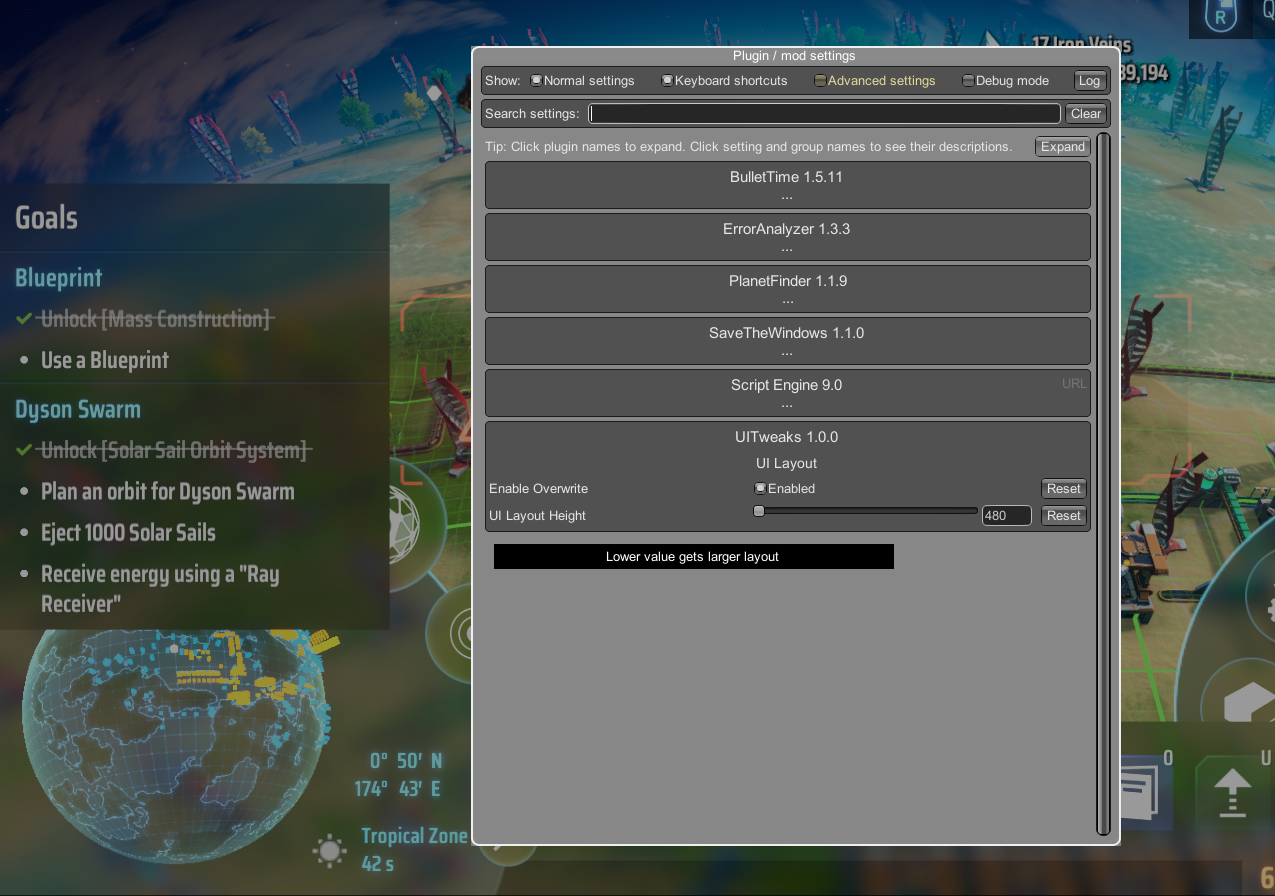 R
Q
17 Iron Veins
39,194
Plugin / mod settings
Show: Normal settings Keyboard shortcuts Advanced settings Debug mode Log
Search settings: Clear
Tip: Click plugin names to expand. Click setting and group names to see their descriptions. Expand
BulletTime 1.5.11
...
ErrorAnalyzer 1.3.3
...
PlanetFinder 1.1.9
...
SaveTheWindows 1.1.0
...
Script Engine 9.0 URL
...
UITweaks 1.0.0
UI Layout
Enable Overwrite Enabled Reset
UI Layout Height 480 Reset
Lower value gets larger layout
Goals
Blueprint
Unlock [Mass Construction]
Use a Blueprint
Dyson Swarm
Unlock [Solar Sail Orbit System]
Plan an orbit for Dyson Swarm
Eject 1000 Solar Sails
Receive energy using a "Ray
Receiver"
0° 50′ N
174° 43′ E
Tropical Zone
42 s
O
U
6